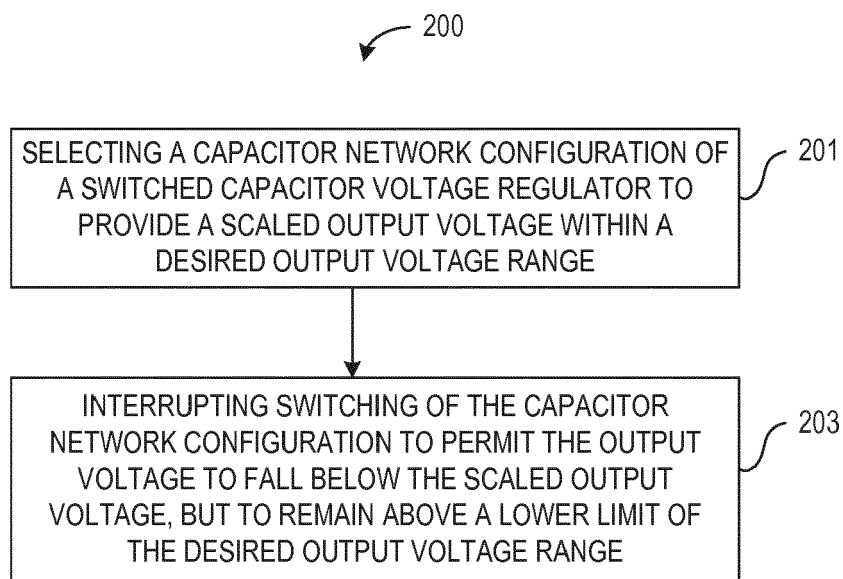 200
SELECTING A CAPACITOR NETWORK CONFIGURATION OF
A SWITCHED CAPACITOR VOLTAGE REGULATOR TO
PROVIDE A SCALED OUTPUT VOLTAGE WITHIN A
DESIRED OUTPUT VOLTAGE RANGE
201
INTERRUPTING SWITCHING OF THE CAPACITOR
NETWORK CONFIGURATION TO PERMIT THE OUTPUT
VOLTAGE TO FALL BELOW THE SCALED OUTPUT
VOLTAGE, BUT TO REMAIN ABOVE A LOWER LIMIT OF
THE DESIRED OUTPUT VOLTAGE RANGE
203